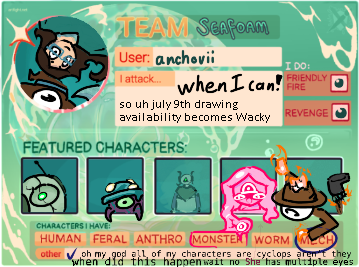 TEAM SEAFOAM
User: anchovii
I attack... when I can!
so uh july 9th drawing
availability becomes Wacky
I DO:
FRIENDLY
FIRE
REVENGE
FEATURED CHARACTERS:
CHARACTERS I HAVE:
HUMAN FERAL ANTHRO MONSTER WORM MECH
other ✓ oh my god all of my characters are cyclops aren't they
when did this happen wait no She has multiple eyes